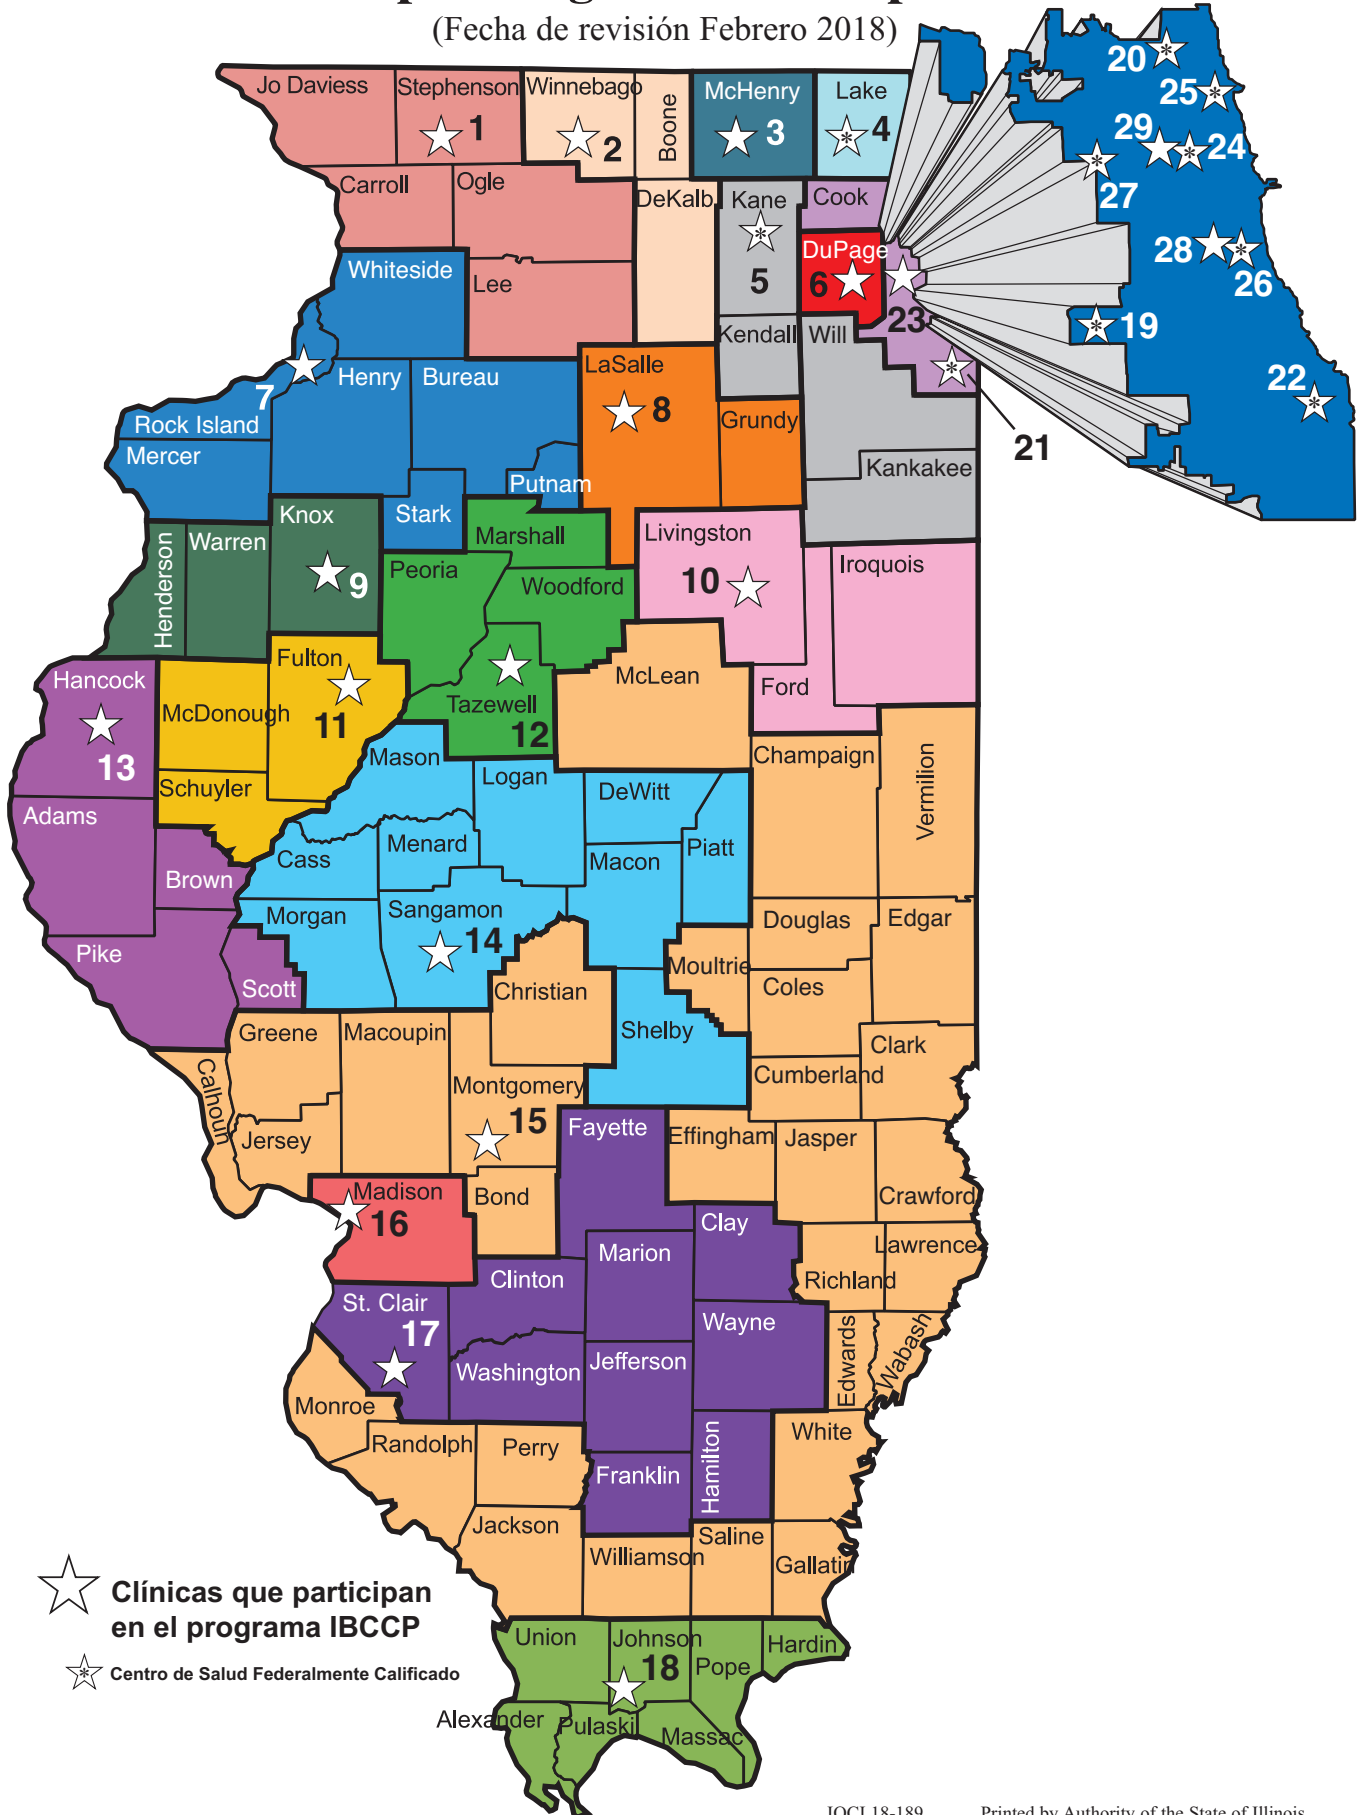 (Fecha de revisión Febrero 2018)
Jo Daviess
Stephenson
1
Winnebago
2
Boone
McHenry
3
Lake
4
20
25
29
24
27
28
26
19
22
Carroll
Ogle
DeKalb
Kane
5
Cook
DuPage
6
23
21
Whiteside
Lee
Kendall
Will
7
Henry
Bureau
LaSalle
8
Grundy
Rock Island
Mercer
Putnam
Kankakee
Stark
Knox
9
Henderson
Warren
Marshall
Peoria
Woodford
Livingston
10
Iroquois
Ford
Hancock
13
McDonough
Fulton
11
Tazewell
12
McLean
Schuyler
Mason
Logan
DeWitt
Champaign
Vermilion
Adams
Brown
Cass
Menard
Macon
Piatt
Pike
Scott
Morgan
Sangamon
14
Christian
Moultrie
Douglas
Edgar
Coles
Shelby
Greene
Macoupin
Clark
Cumberland
Calhoun
Jersey
Montgomery
15
Fayette
Effingham
Jasper
Crawford
Madison
16
Bond
Clay
Marion
Lawrence
Richland
Clinton
St. Clair
17
Wayne
Edwards
Wabash
Washington
Jefferson
Monroe
Randolph
Perry
Hamilton
White
Franklin
Jackson
Williamson
Saline
Gallatin
Clínicas que participan
en el programa IBCCP
Centro de Salud Federalmente Calificado
Union
Johnson
18
Pope
Hardin
Alexander
Pulaski
Massac
IOCI 18-189
Printed by Authority of the State of Illinois